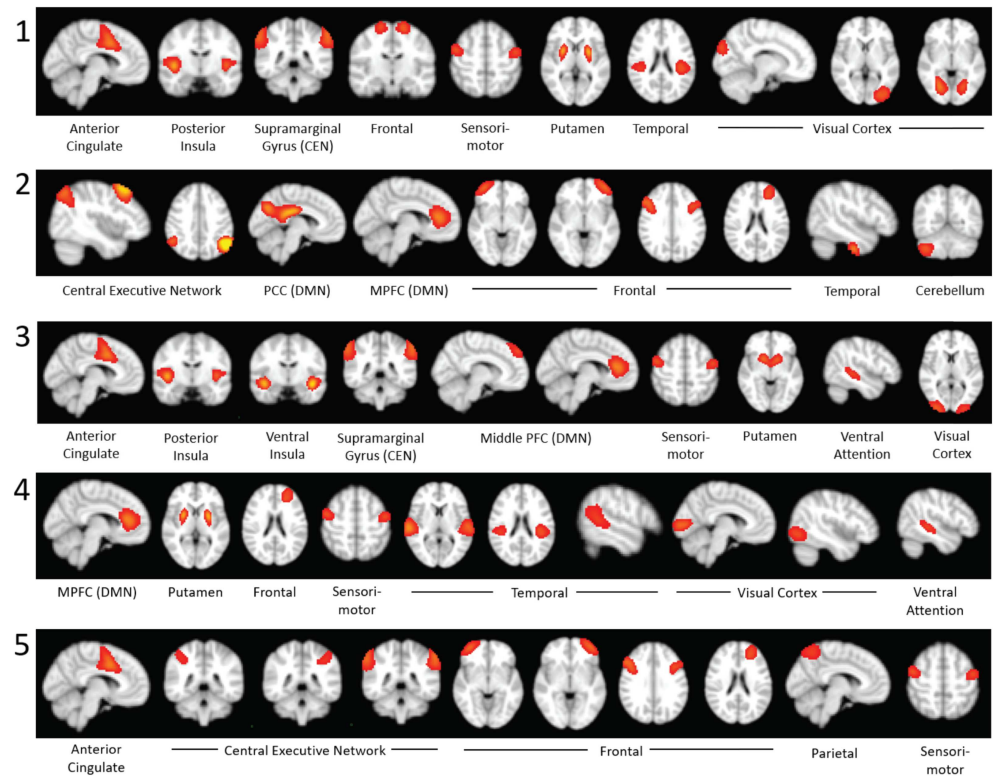 1
Anterior Posterior Supramarginal Frontal Sensori- Putamen Temporal Visual Cortex
Cingulate Insula Gyrus (CEN) motor
2
Central Executive Network PCC (DMN) MPFC (DMN) Frontal Temporal Cerebellum
3
Anterior Posterior Ventral Supramarginal Middle PFC (DMN) Sensori- Putamen Ventral Visual
Cingulate Insula Insula Gyrus (CEN) motor Attention Cortex
4
MPFC (DMN) Putamen Frontal Sensori- Temporal Visual Cortex Ventral
motor Attention
5
Anterior Central Executive Network Frontal Parietal Sensori-
Cingulate motor